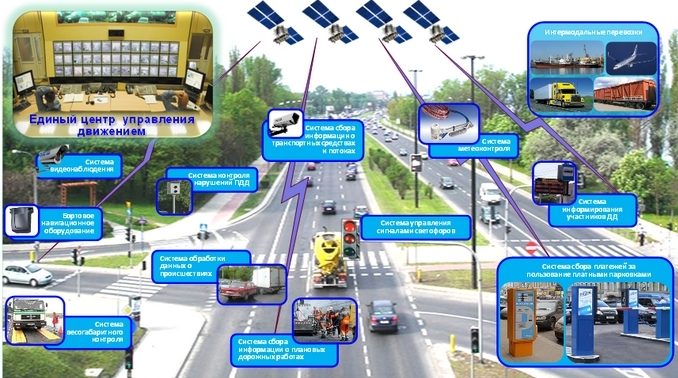 Единый центр управления
движением
Интермодальные перевозки
Система сбора
информации о
транспортных средствах
и потоках
Система
метеоконтроля
Система
видеонаблюдения
Система контроля
нарушений ПДД
Система
информирования
участников ДД
Бортовое
навигационное
оборудование
Система управления
сигналами светофоров
Система обработки
данных о
происшествиях
Система сбора платежей за
пользование платными парковками
Система
весогабаритного
контроля
Система сбора
информации о плановых
дорожных работах